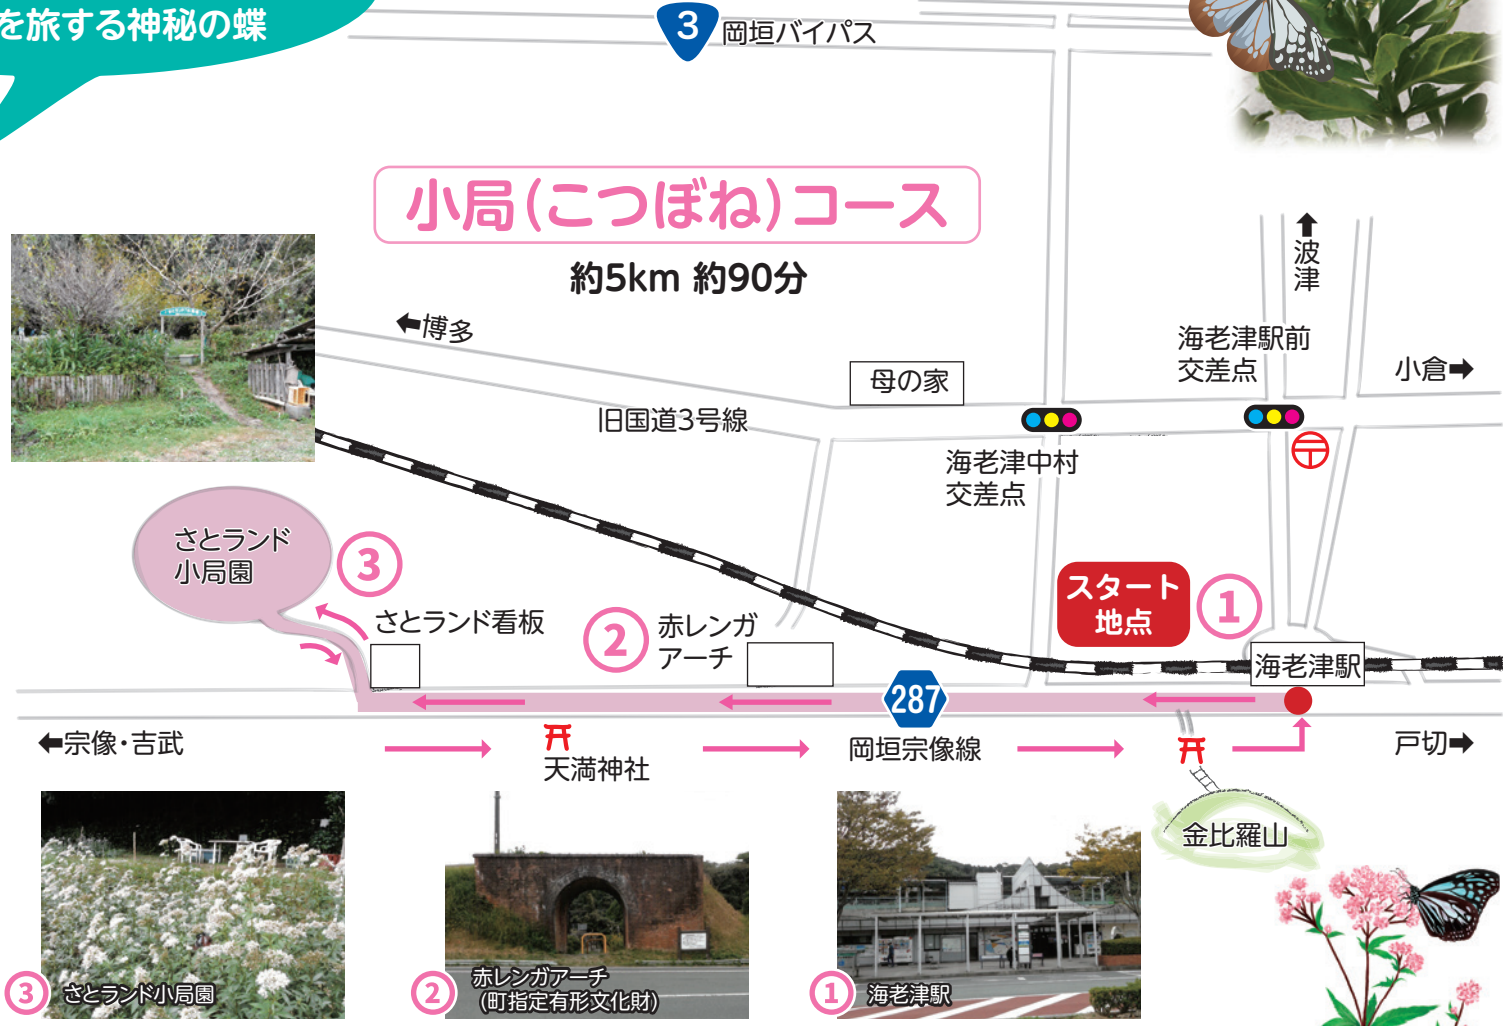 を旅する神秘の蝶
3
岡垣バイパス
小局(こつぼね)コース
約5km 約90分
↑波津
←博多
海老津駅前
交差点
小倉→
母の家
旧国道3号線
海老津中村
交差点
さとランド
小局園
3
さとランド看板
2
赤レンガ
アーチ
スタート
地点
1
海老津駅
287
←宗像・吉武
天満神社
岡垣宗像線
戸切→
金比羅山
3 さとランド小局園
2 赤レンガアーチ
(町指定有形文化財)
1 海老津駅